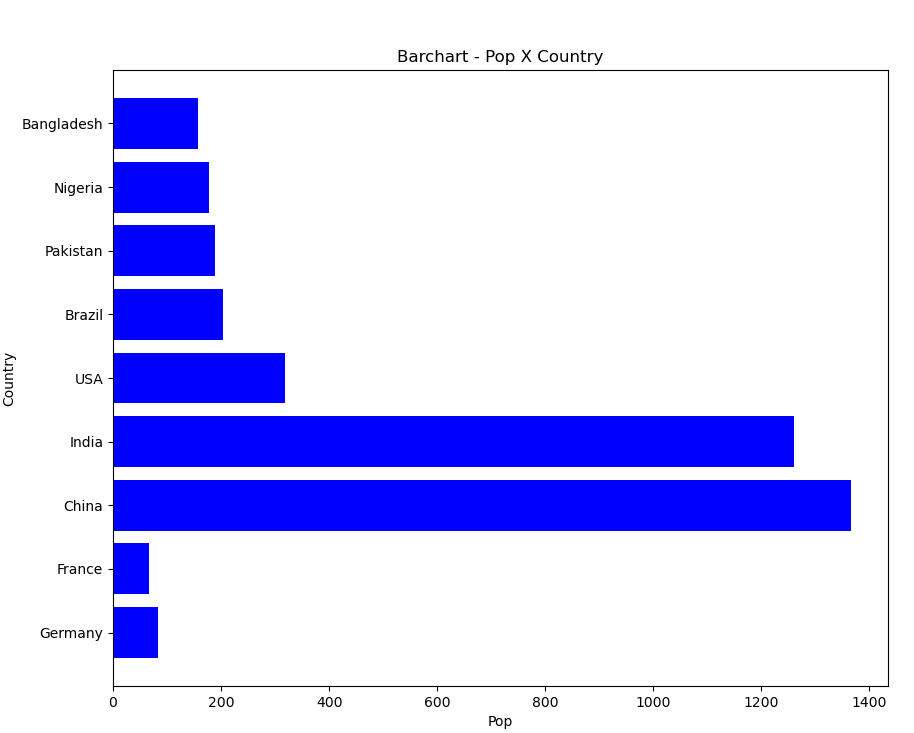 Barchart - Pop X Country
Country
Bangladesh
Nigeria
Pakistan
Brazil
USA
India
China
France
Germany
0 200 400 600 800 1000 1200 1400
Pop